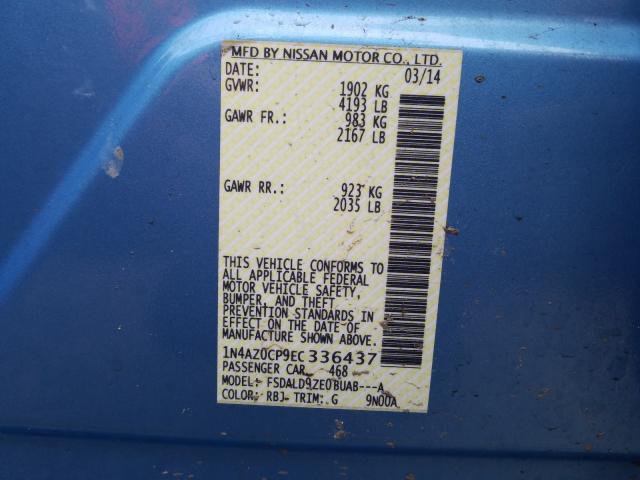 MFD BY NISSAN MOTOR CO., LTD.
DATE: 03/14
GVWR: 1902 KG
4193 LB
GAWR FR.: 983 KG
2167 LB
GAWR RR.: 923 KG
2035 LB
THIS VEHICLE CONFORMS TO
ALL APPLICABLE FEDERAL
MOTOR VEHICLE SAFETY,
BUMPER, AND THEFT
PREVENTION STANDARDS IN
EFFECT ON THE DATE OF
MANUFACTURE SHOWN ABOVE.
1N4AZ0CP9EC336437
PASSENGER CAR 468
MODEL: FSDALD9ZE0BUAB---A
COLOR: RBJ TRIM: G 9N00A